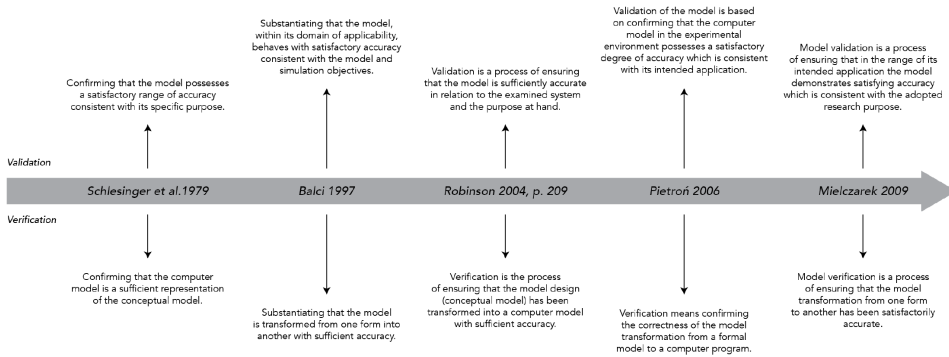 Confirming that the model possesses
a satisfactory range of accuracy
consistent with its specific purpose.
Substantiating that the model,
within its domain of applicability,
behaves with satisfactory accuracy
consistent with the model and
simulation objectives.
Validation is a process of ensuring
that the model is sufficiently accurate
in relation to the examined system
and the purpose at hand.
Validation of the model is based
on confirming that the computer
model in the experimental
environment possesses a satisfactory
degree of accuracy which is consistent
with its intended application.
Model validation is a process
of ensuring that in the range of its
intended application the model
demonstrates satisfying accuracy
which is consistent with the adopted
research purpose.
Validation
Schlesinger et al.1979
Balci 1997
Robinson 2004, p. 209
Pietroń 2006
Mielczarek 2009
Verification
Confirming that the computer
model is a sufficient representation
of the conceptual model.
Substantiating that the model
is transformed from one form into
another with sufficient accuracy.
Verification is the process
of ensuring that the model design
(conceptual model) has been
transformed into a computer model
with sufficient accuracy.
Verification means confirming
the correctness of the model
transformation from a formal
model to a computer program.
Model verification is a process
of ensuring that the model
transformation from one form
to another has been satisfactorily
accurate.